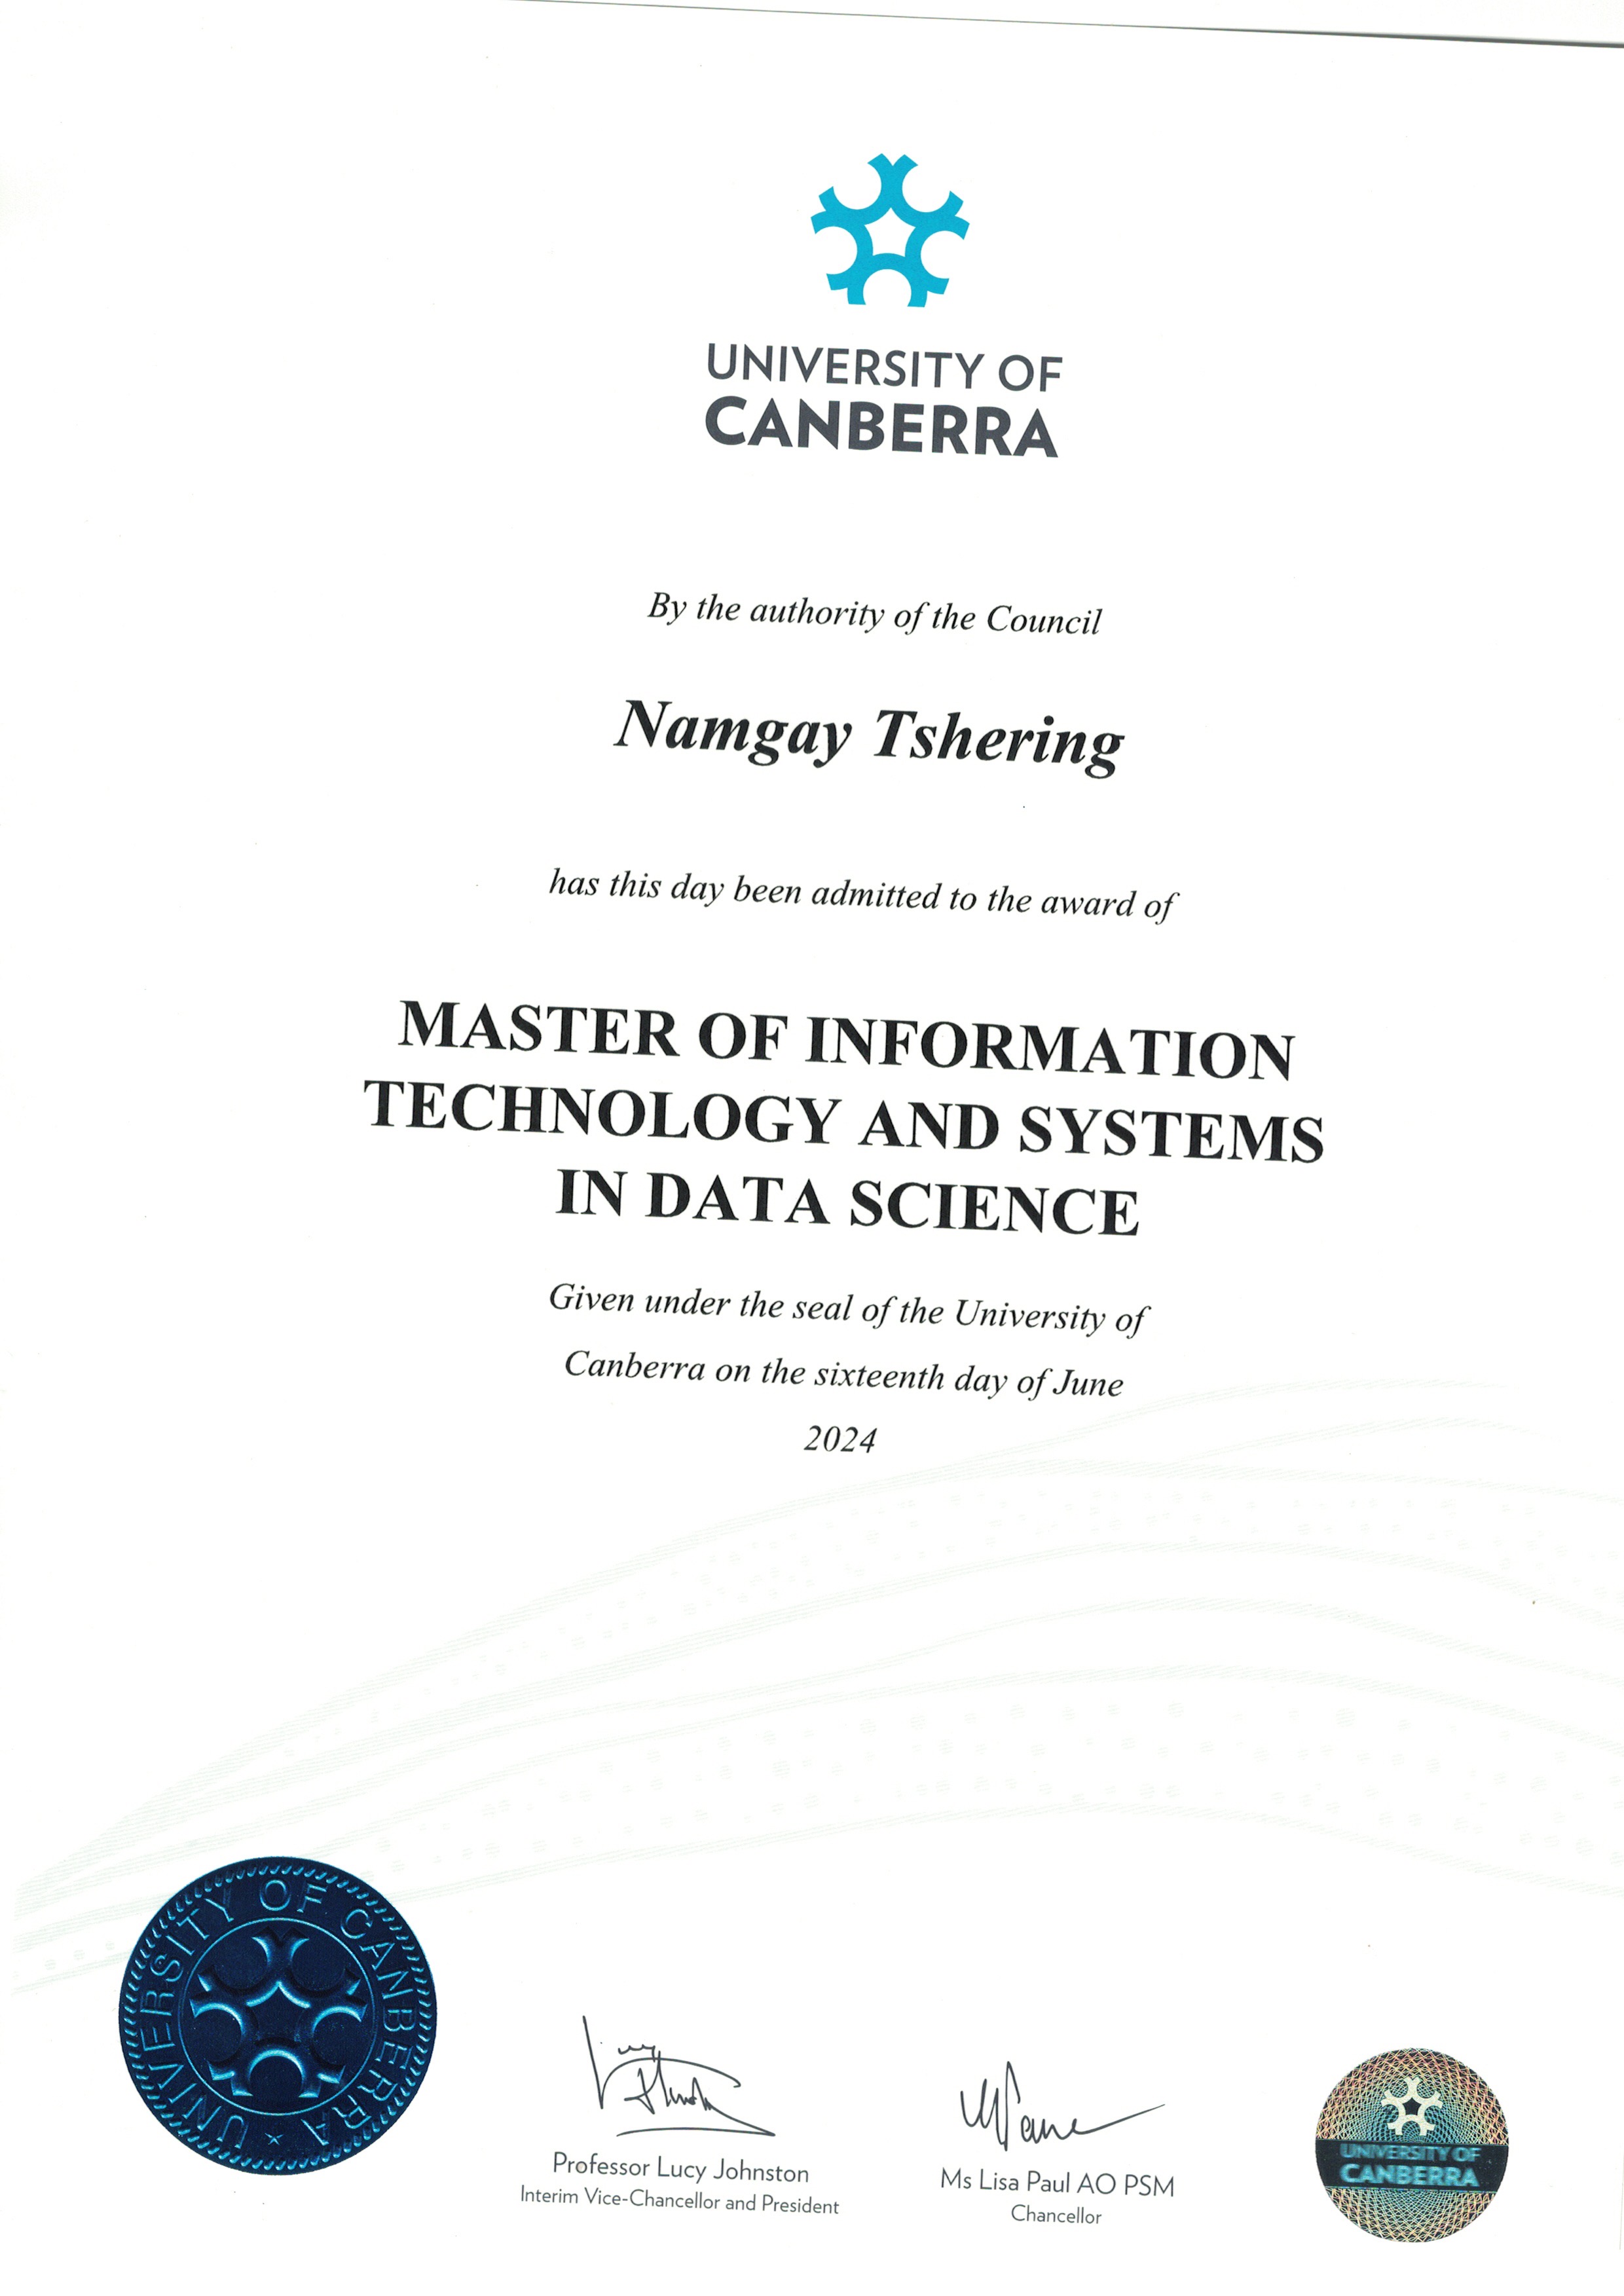 UNIVERSITY OF
CANBERRA
By the authority of the Council
Namgay Tshering
has this day been admitted to the award of
MASTER OF INFORMATION
TECHNOLOGY AND SYSTEMS
IN DATA SCIENCE
Given under the seal of the University of
Canberra on the sixteenth day of June
2024
UNIVERSITY OF CANBERRA
Professor Lucy Johnston
Interim Vice-Chancellor and President
Ms Lisa Paul AO PSM
Chancellor
UNIVERSITY OF
CANBERRA